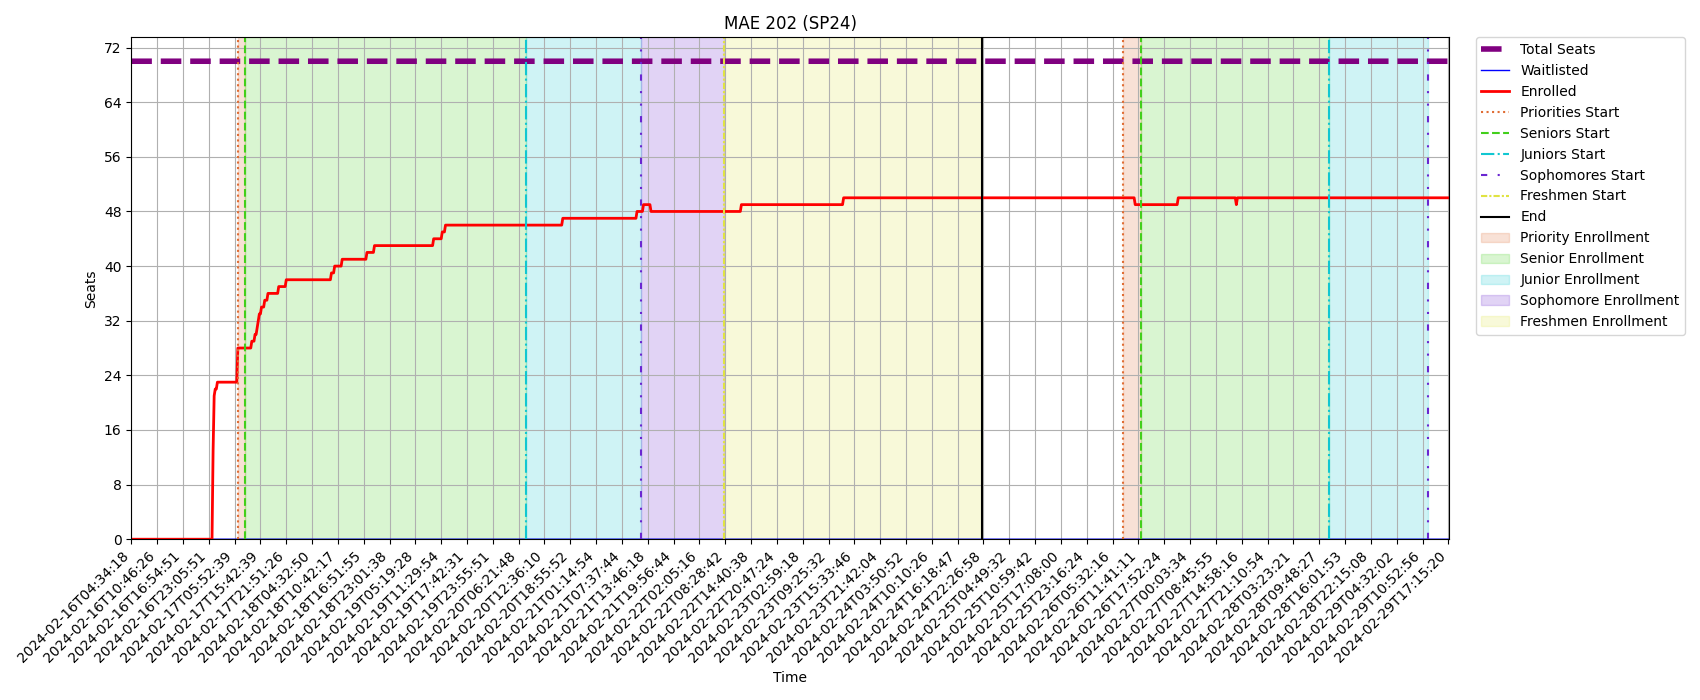 MAE 202 (SP24)
72
64
56
48
40
32
24
16
8
0
Seats
2024-02-16T04:34:18
2024-02-16T10:46:26
2024-02-16T16:54:51
2024-02-16T23:05:51
2024-02-17T05:52:39
2024-02-17T15:42:39
2024-02-17T21:51:26
2024-02-18T04:32:50
2024-02-18T10:42:17
2024-02-18T16:51:55
2024-02-18T23:01:38
2024-02-19T05:19:28
2024-02-19T11:29:54
2024-02-19T17:42:31
2024-02-19T23:55:51
2024-02-20T06:21:48
2024-02-20T12:36:10
2024-02-20T18:55:52
2024-02-21T01:14:54
2024-02-21T07:37:44
2024-02-21T13:46:18
2024-02-21T19:56:44
2024-02-22T02:05:16
2024-02-22T08:28:42
2024-02-22T14:40:38
2024-02-22T20:47:24
2024-02-23T02:59:18
2024-02-23T09:25:32
2024-02-23T15:33:46
2024-02-23T21:42:04
2024-02-24T03:50:52
2024-02-24T10:10:26
2024-02-24T16:18:47
2024-02-24T22:26:58
2024-02-25T04:49:32
2024-02-25T10:59:42
2024-02-25T17:08:00
2024-02-25T23:16:24
2024-02-26T05:32:16
2024-02-26T11:41:11
2024-02-26T17:52:24
2024-02-27T00:03:34
2024-02-27T08:45:55
2024-02-27T14:58:16
2024-02-27T21:10:54
2024-02-28T03:23:21
2024-02-28T09:48:27
2024-02-28T16:01:53
2024-02-28T22:15:08
2024-02-29T04:32:02
2024-02-29T10:52:56
2024-02-29T17:15:20
Time
Total Seats
Waitlisted
Enrolled
Priorities Start
Seniors Start
Juniors Start
Sophomores Start
Freshmen Start
End
Priority Enrollment
Senior Enrollment
Junior Enrollment
Sophomore Enrollment
Freshmen Enrollment